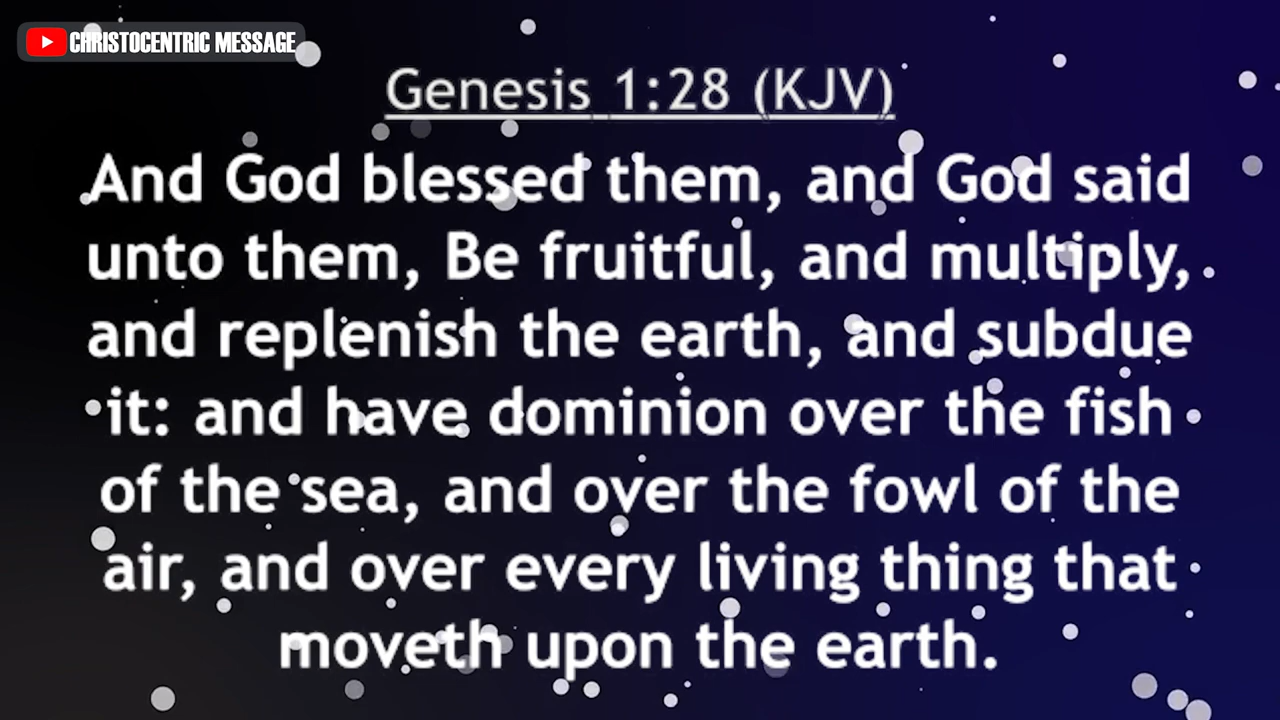 CHRISTOCENTRIC MESSAGE
Genesis 1:28 (KJV)
And God blessed them, and God said
unto them, Be fruitful, and multiply,
and replenish the earth, and subdue
it: and have dominion over the fish
of the sea, and over the fowl of the
air, and over every living thing that
moveth upon the earth.